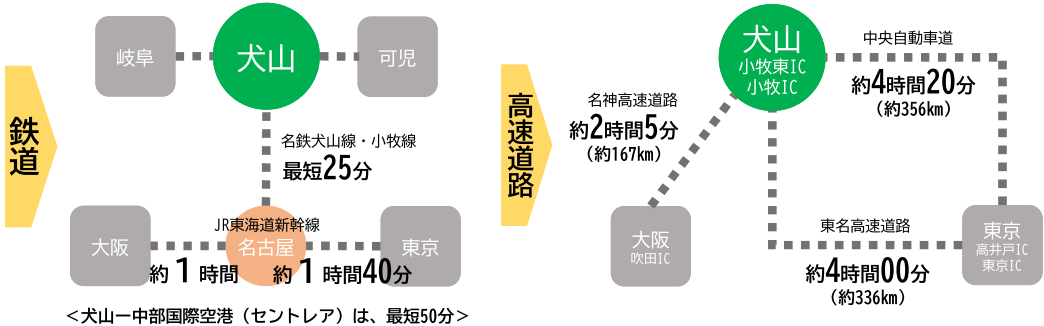 鉄道
岐阜
犬山
可児
名鉄犬山線・小牧線
最短25分
JR東海道新幹線
大阪
名古屋
東京
約1時間
約1時間40分
＜犬山ー中部国際空港（セントレア）は、最短50分＞
高速道路
犬山
小牧東IC
小牧IC
中央自動車道
約4時間20分
（約356km）
名神高速道路
約2時間5分
（約167km）
大阪
吹田IC
東名高速道路
約4時間00分
（約336km）
東京
高井戸IC
東京IC